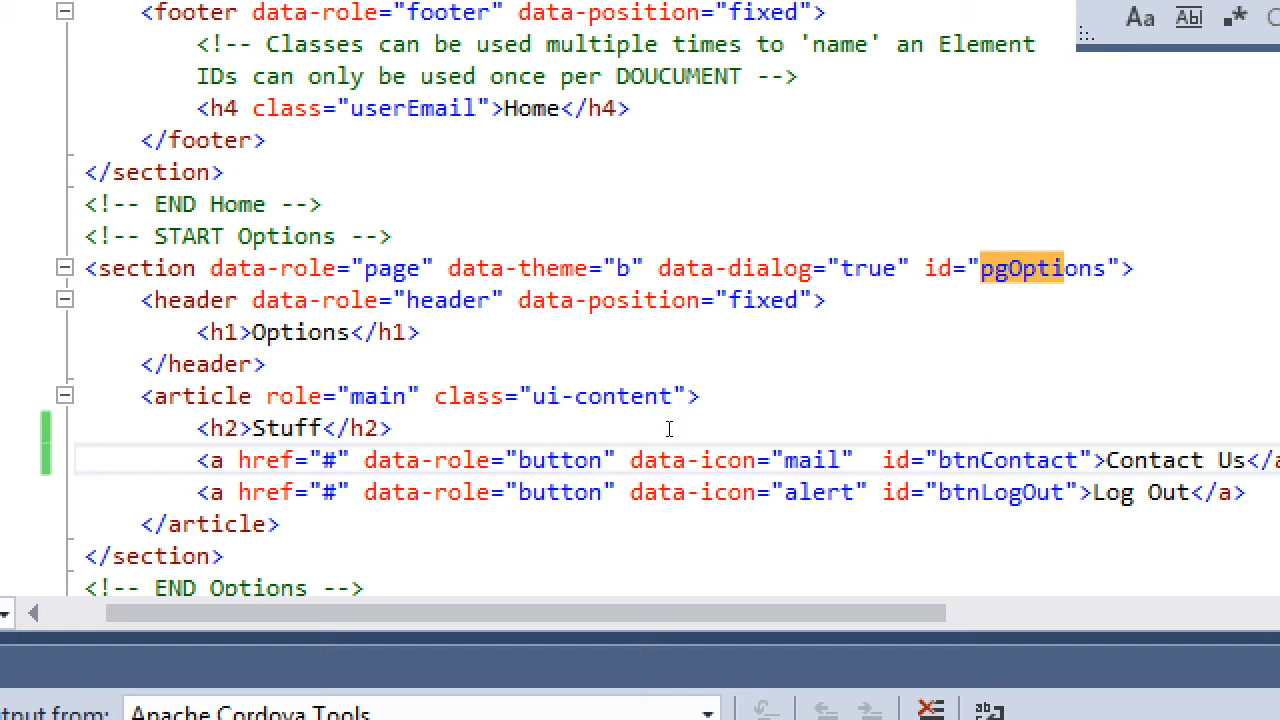 <footer data-role="footer" data-position="fixed">
<!-- Classes can be used multiple times to 'name' an Element
IDs can only be used once per DOUCUMENT -->
<h4 class="userEmail">Home</h4>
</footer>
</section>
<!-- END Home -->
<!-- START Options -->
<section data-role="page" data-theme="b" data-dialog="true" id="pgOptions">
<header data-role="header" data-position="fixed">
<h1>Options</h1>
</header>
<article role="main" class="ui-content">
<h2>Stuff</h2>
<a href="#" data-role="button" data-icon="mail"  id="btnContact">Contact Us</a
<a href="#" data-role="button" data-icon="alert" id="btnLogOut">Log Out</a>
</article>
</section>
<!-- END Options -->
Aa Abl .*
tput from: Apache Cordova Tools